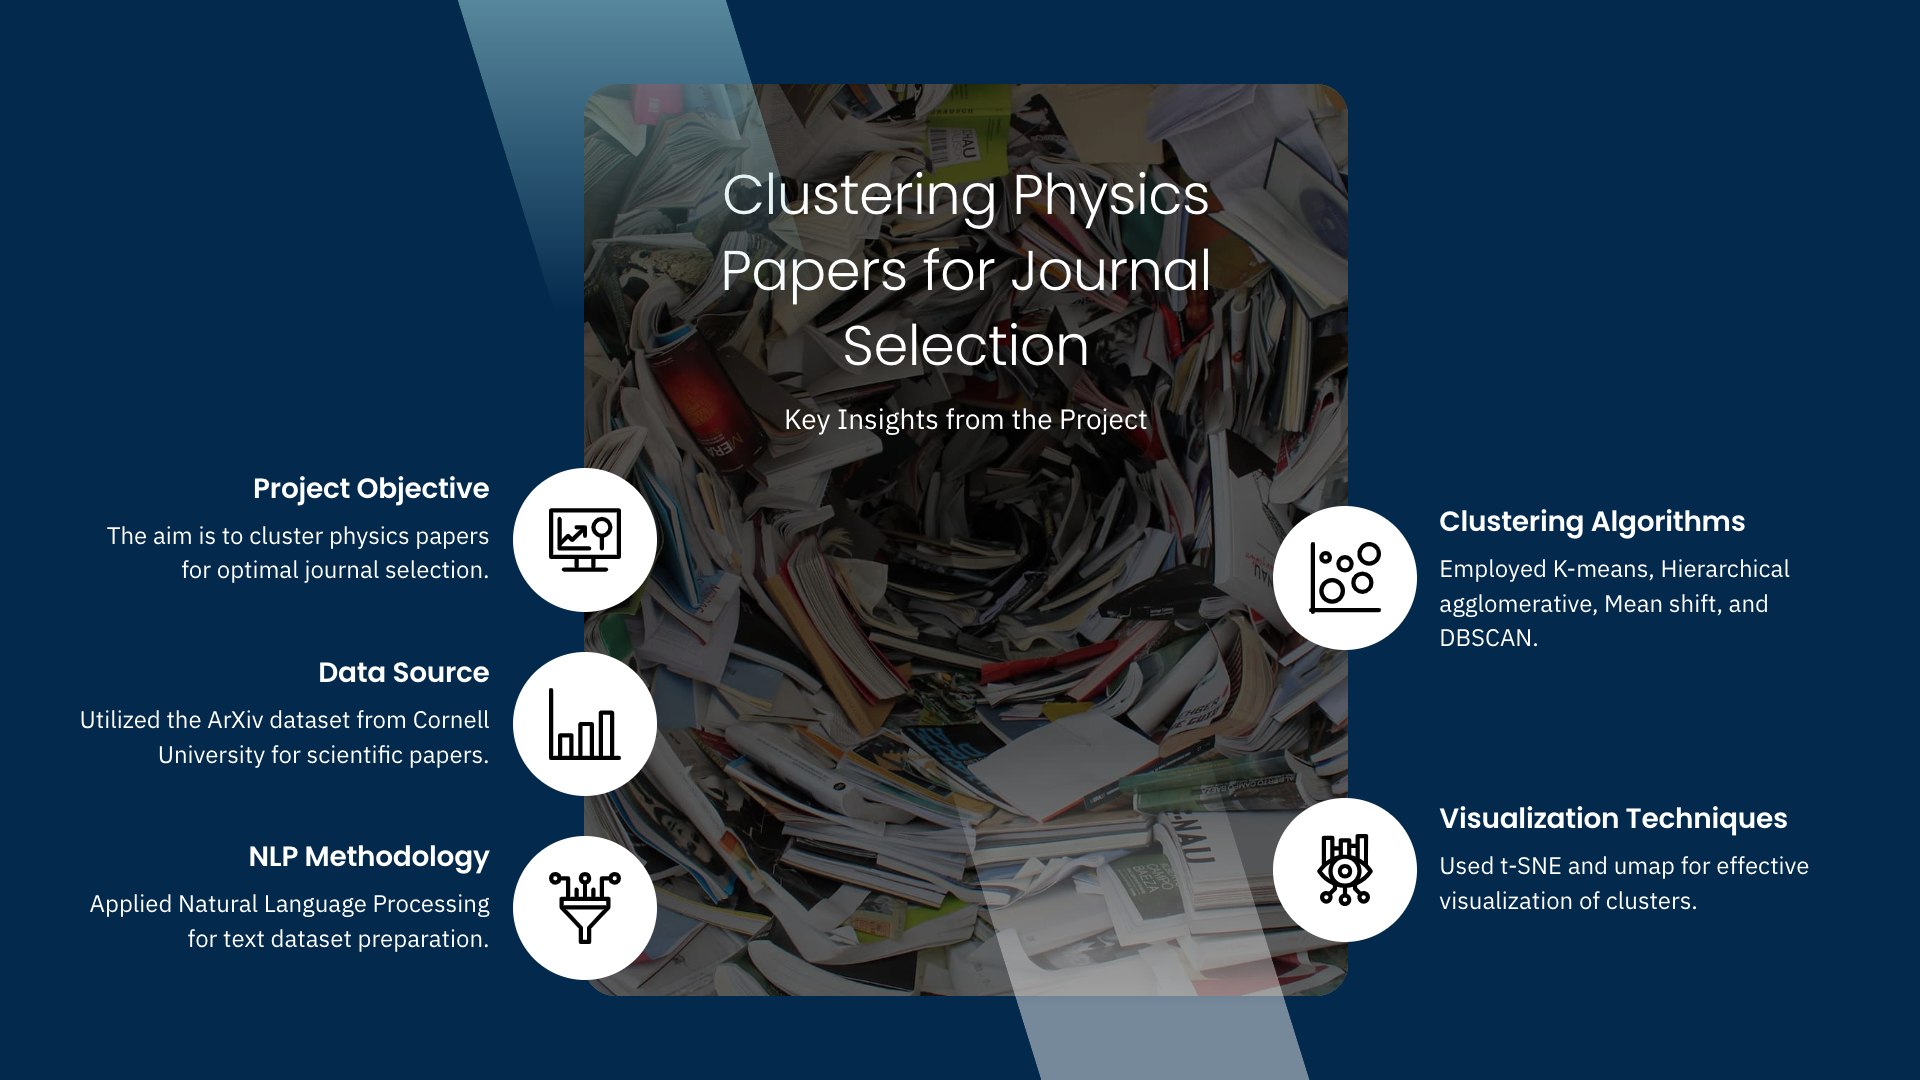 Clustering Physics
Papers for Journal
Selection
Key Insights from the Project
Project Objective
The aim is to cluster physics papers
for optimal journal selection.
Data Source
Utilized the ArXiv dataset from Cornell
University for scientific papers.
NLP Methodology
Applied Natural Language Processing
for text dataset preparation.
Clustering Algorithms
Employed K-means, Hierarchical
agglomerative, Mean shift, and
DBSCAN.
Visualization Techniques
Used t-SNE and umap for effective
visualization of clusters.